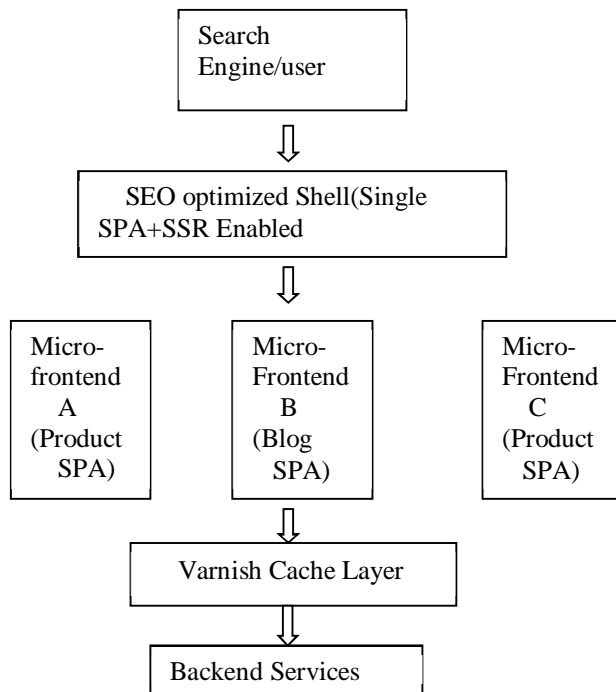 Search
Engine/user
SEO optimized Shell(Single
SPA+SSR Enabled
Micro-
frontend
A
(Product
SPA)
Micro-
Frontend
B
(Blog
SPA)
Micro-
Frontend
C
(Product
SPA)
Varnish Cache Layer
Backend Services